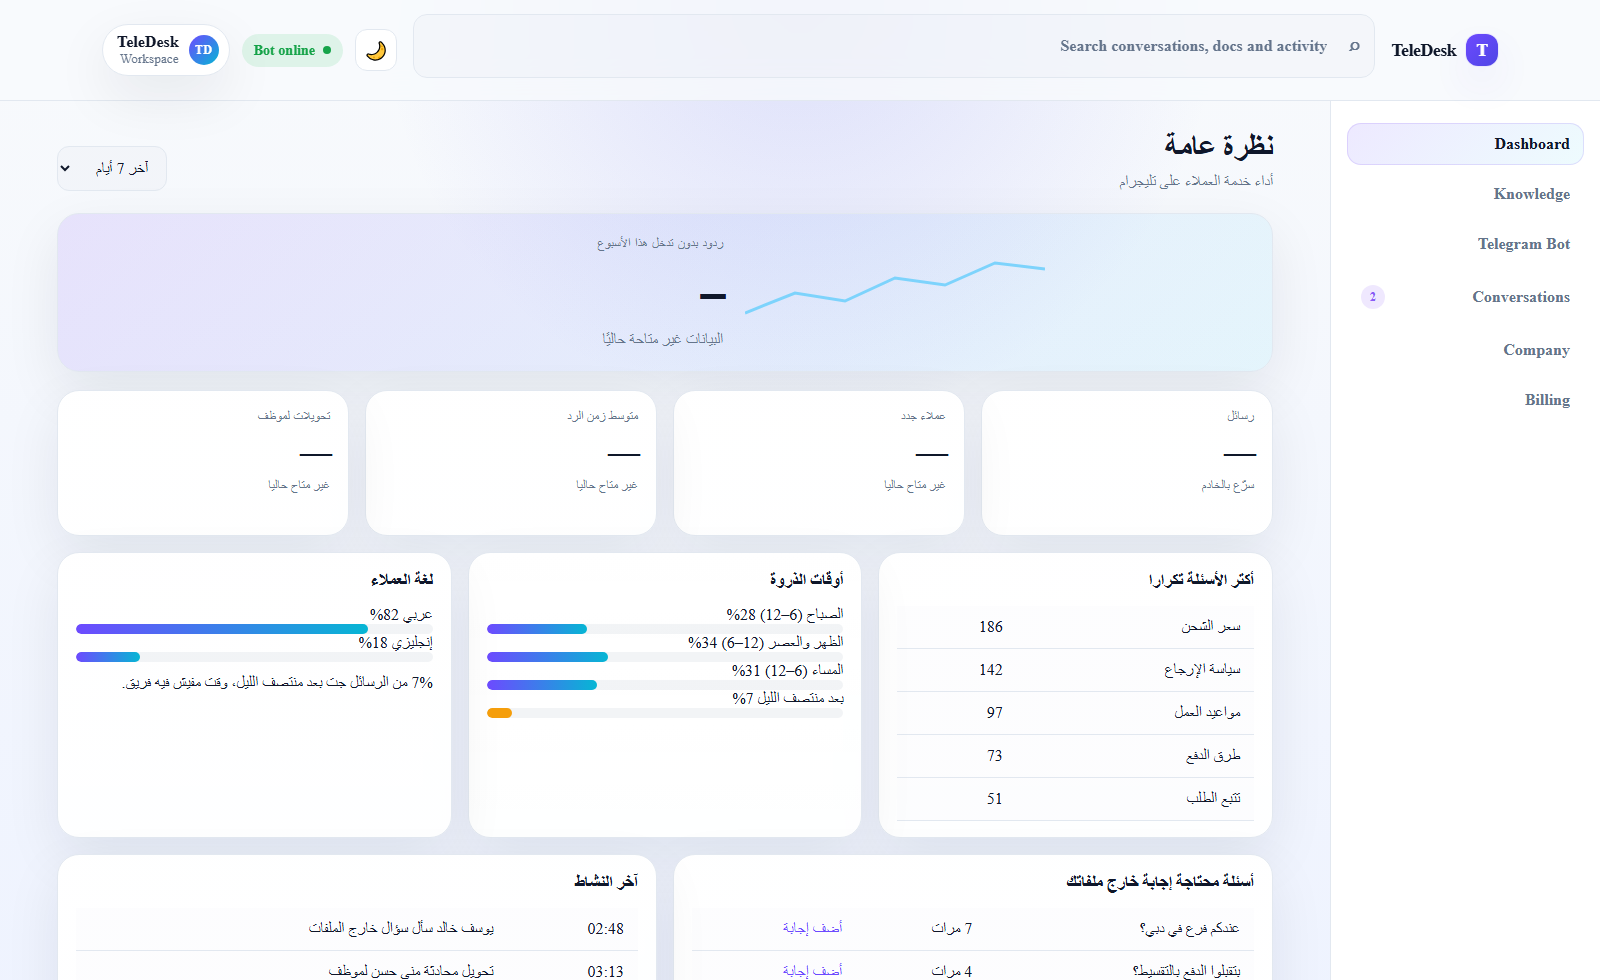 T TeleDesk
Search conversations, docs and activity
Bot online
TD TeleDesk
Workspace
Dashboard
Knowledge
Telegram Bot
Conversations 2
Company
Billing
نظرة عامة
أداء خدمة العملاء على تليجرام
آخر 7 أيام
ردود بدون تدخل هذا الأسبوع
—
البيانات غير متاحة حاليًا
رسائل
—
سرّع بالخادم
عملاء جدد
—
غير متاح حاليا
متوسط زمن الرد
—
غير متاح حاليا
تحويلات لموظف
—
غير متاح حاليا
أكثر الأسئلة تكرارا
سعر الشحن 186
سياسة الإرجاع 142
مواعيد العمل 97
طرق الدفع 73
تتبع الطلب 51
أوقات الذروة
الصباح (6–12) 28%
الظهر والعصر (12–6) 34%
المساء (6–12) 31%
بعد منتصف الليل 7%
لغة العملاء
عربي 82%
إنجليزي 18%
7% من الرسائل جت بعد منتصف الليل، وقت مفيش فيه فريق.
أسئلة محتاجة إجابة خارج ملفاتك
عندكم فرع في دبي؟ 7 مرات أضف إجابة
بتقبلوا الدفع بالتقسيط؟ 4 مرات أضف إجابة
آخر النشاط
02:48 يوسف خالد سأل سؤال خارج الملفات
03:13 تحويل محادثة منى حسن لموظف